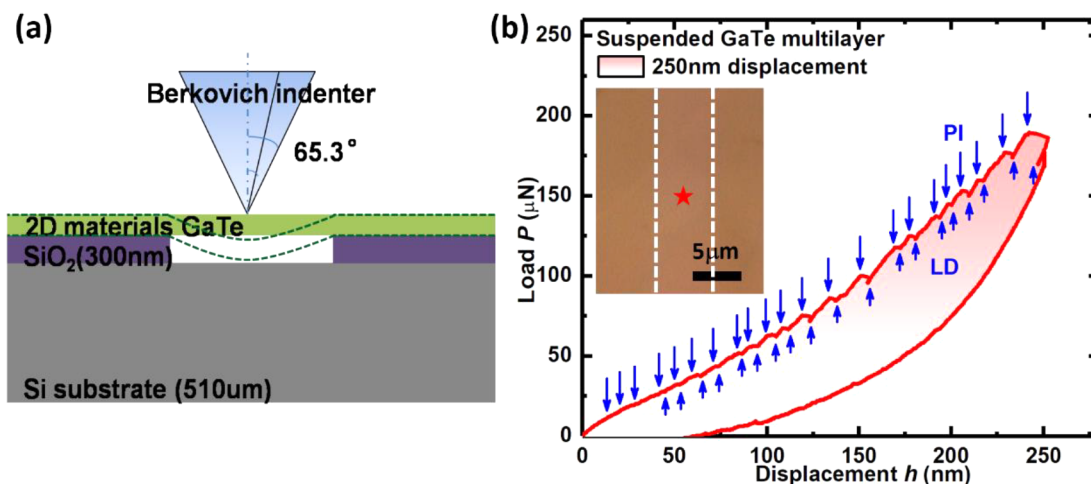 (a)
Berkovich indenter
65.3°
2D materials GaTe
SiO₂(300nm)
Si substrate (510um)
(b)
Suspended GaTe multilayer
250nm displacement
5μm
PI
LD
Load P (μN)
250
200
150
100
50
0
0 50 100 150 200 250
Displacement h (nm)